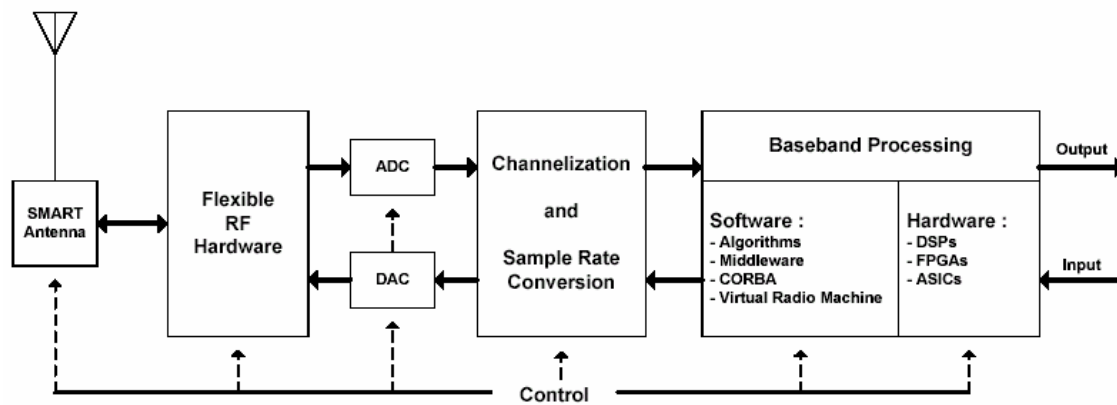 SMART
Antenna
Flexible
RF
Hardware
ADC
DAC
Channelization
and
Sample Rate
Conversion
Baseband Processing
Software :
- Algorithms
- Middleware
- CORBA
- Virtual Radio Machine
Hardware :
- DSPs
- FPGAs
- ASICs
Output
Input
Control